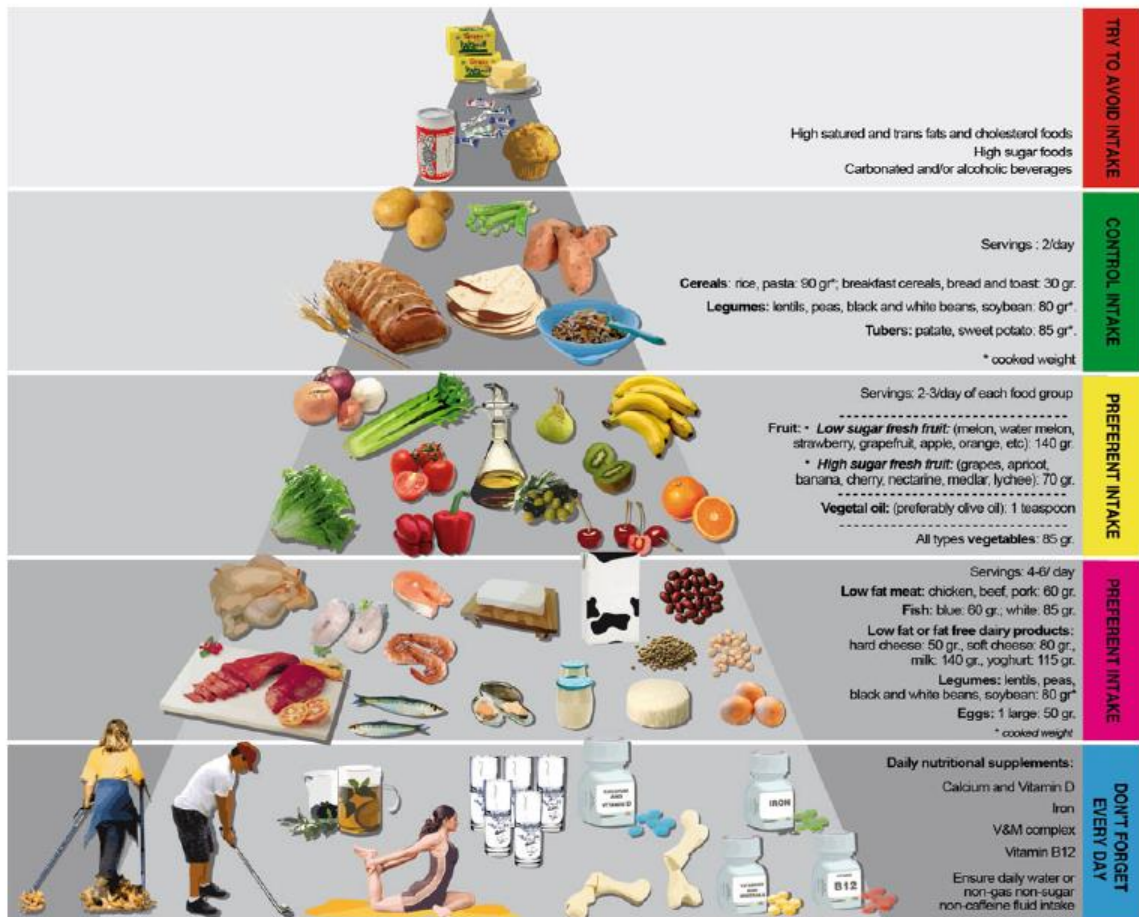 TRY TO AVOID INTAKE
High satured and trans fats and cholesterol foods
High sugar foods
Carbonated and/or alcoholic beverages
CONTROL INTAKE
Servings : 2/day
Cereals: rice, pasta: 90 gr*; breakfast cereals, bread and toast: 30 gr.
Legumes: lentils, peas, black and white beans, soybean: 80 gr*.
Tubers: patate, sweet potato: 85 gr*.
* cooked weight
PREFERENT INTAKE
Servings: 2-3/day of each food group
Fruit: • Low sugar fresh fruit: (melon, water melon,
strawberry, grapefruit, apple, orange, etc): 140 gr.
• High sugar fresh fruit: (grapes, apricot,
banana, cherry, nectarine, medlar, lychee): 70 gr.
Vegetal oil: (preferably olive oil): 1 teaspoon
All types vegetables: 85 gr.
PREFERENT INTAKE
Servings: 4-6/ day
Low fat meat: chicken, beef, pork: 60 gr.
Fish: blue: 60 gr.; white: 85 gr.
Low fat or fat free dairy products:
hard cheese: 50 gr., soft cheese: 80 gr.,
milk: 140 gr., yoghurt: 115 gr.
Legumes: lentils, peas,
black and white beans, soybean: 80 gr*
Eggs: 1 large: 50 gr.
* cooked weight
DON'T FORGET
EVERY DAY
Daily nutritional supplements:
Calcium and Vitamin D
Iron
V&M complex
Vitamin B12
Ensure daily water or
non-gas non-sugar
non-caffeine fluid intake
AND
VITAMIN D
IRON
B12